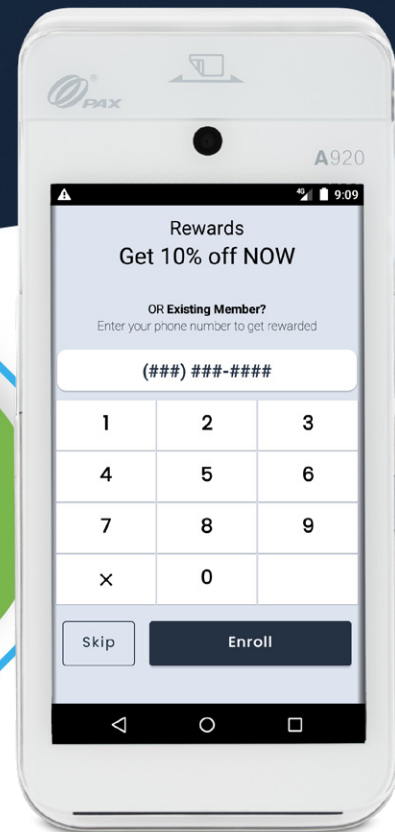 PAX®
A920
4G 9:09
Rewards
Get 10% off NOW
OR Existing Member?
Enter your phone number to get rewarded
(###) ###-####
1 2 3
4 5 6
7 8 9
× 0
Skip Enroll